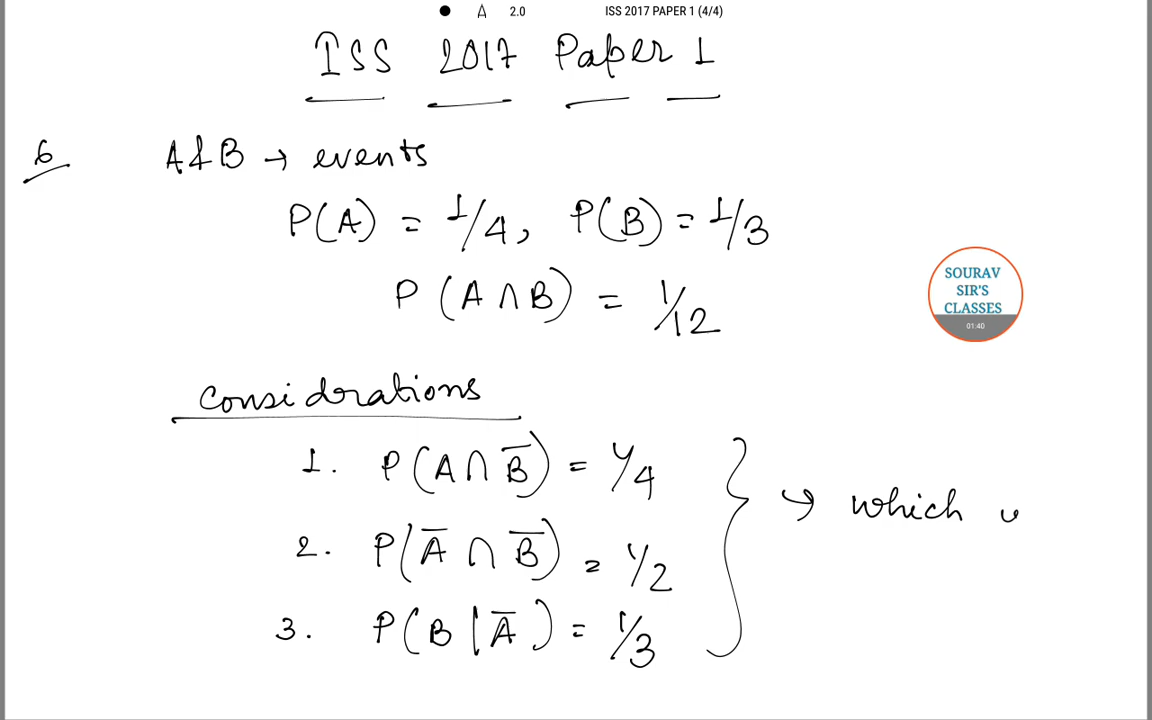 A 2.0 ISS 2017 PAPER 1 (4/4)
ISS 2017 Paper 1
6 A & B → events
P(A) = 1/4, P(B) = 1/3
P(A ∩ B) = 1/12
SOURAV
SIR'S
CLASSES
01:40
Considerations
1. P(A ∩ B̅) = 1/4
2. P(A̅ ∩ B̅) = 1/2
3. P(B | A̅) = 1/3
→ which